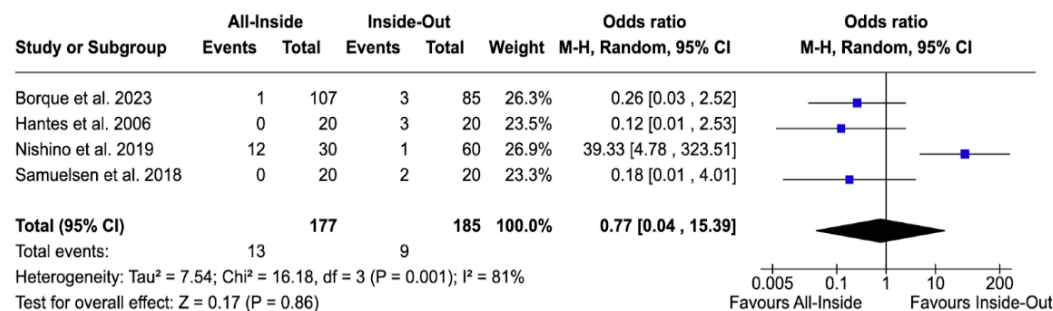 All-Inside Inside-Out Odds ratio Odds ratio
Study or Subgroup Events Total Events Total Weight M-H, Random, 95% CI M-H, Random, 95% CI
Borque et al. 2023 1 107 3 85 26.3% 0.26 [0.03 , 2.52]
Hantes et al. 2006 0 20 3 20 23.5% 0.12 [0.01 , 2.53]
Nishino et al. 2019 12 30 1 60 26.9% 39.33 [4.78 , 323.51]
Samuelsen et al. 2018 0 20 2 20 23.3% 0.18 [0.01 , 4.01]
Total (95% CI) 177 185 100.0% 0.77 [0.04 , 15.39]
Total events: 13 9
Heterogeneity: Tau² = 7.54; Chi² = 16.18, df = 3 (P = 0.001); I² = 81%
0.005 0.1 1 10 200
Test for overall effect: Z = 0.17 (P = 0.86)
Favours All-Inside Favours Inside-Out